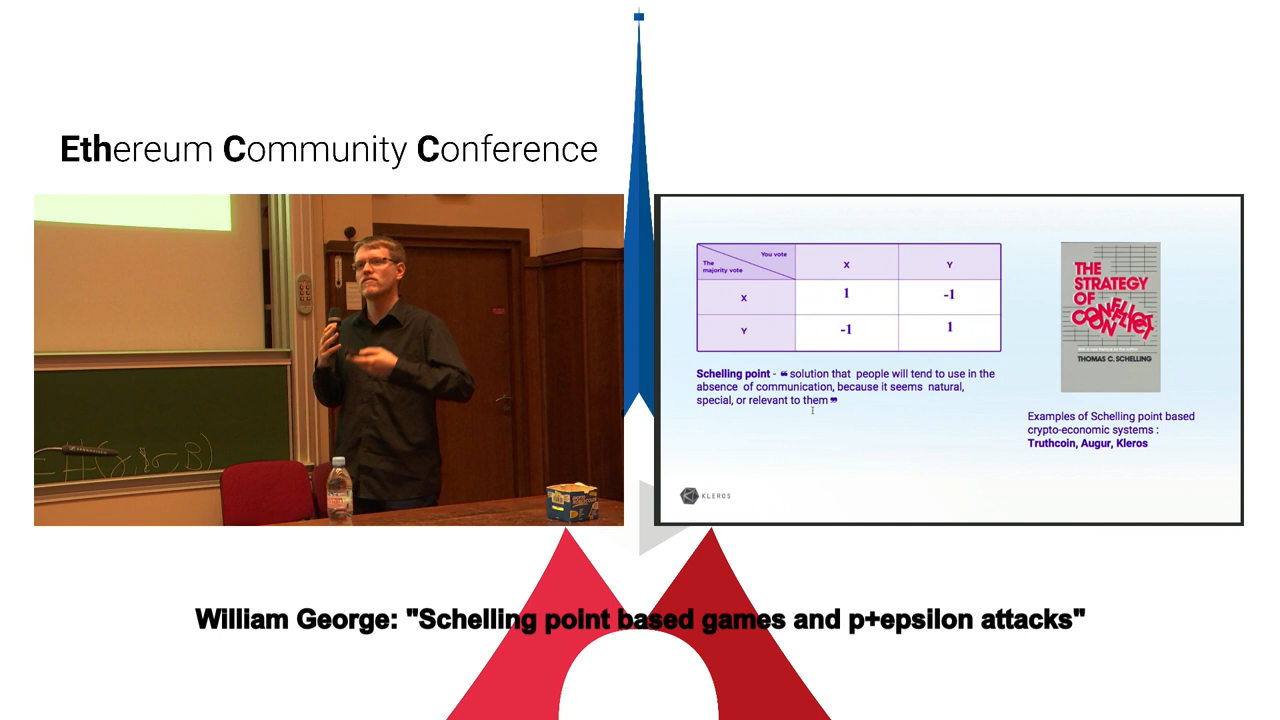 Ethereum Community Conference
You vote
The
majority vote
X
Y
X
1
-1
Y
-1
1
Schelling point - ❝ solution that people will tend to use in the
absence of communication, because it seems natural,
special, or relevant to them ❞
THE
STRATEGY
OF
CONFLICT
THOMAS C. SCHELLING
Examples of Schelling point based
crypto-economic systems :
Truthcoin, Augur, Kleros
KLEROS
William George: "Schelling point based games and p+epsilon attacks"